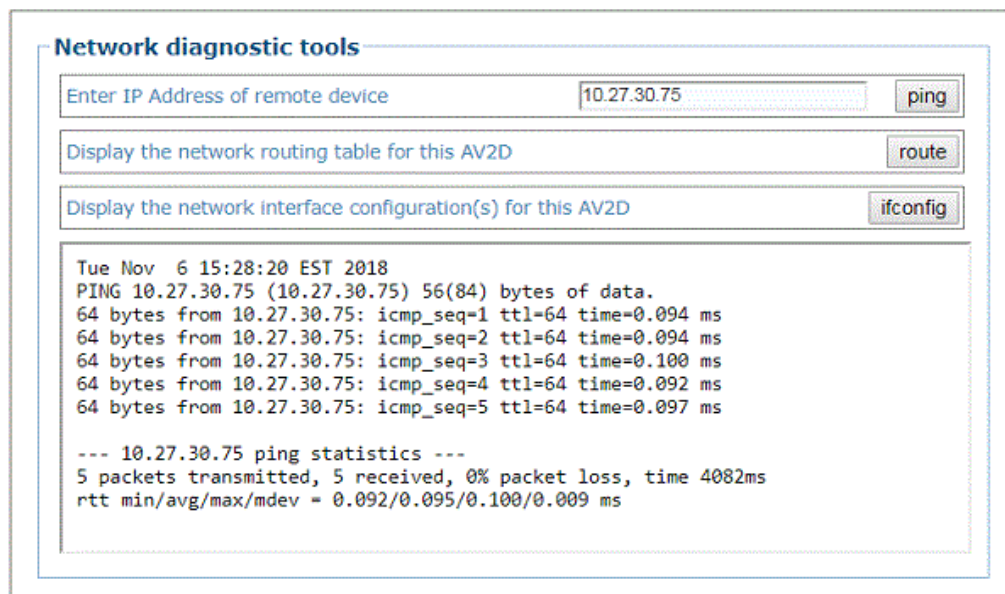 Network diagnostic tools
Enter IP Address of remote device 10.27.30.75 ping
Display the network routing table for this AV2D route
Display the network interface configuration(s) for this AV2D ifconfig
Tue Nov  6 15:28:20 EST 2018
PING 10.27.30.75 (10.27.30.75) 56(84) bytes of data.
64 bytes from 10.27.30.75: icmp_seq=1 ttl=64 time=0.094 ms
64 bytes from 10.27.30.75: icmp_seq=2 ttl=64 time=0.094 ms
64 bytes from 10.27.30.75: icmp_seq=3 ttl=64 time=0.100 ms
64 bytes from 10.27.30.75: icmp_seq=4 ttl=64 time=0.092 ms
64 bytes from 10.27.30.75: icmp_seq=5 ttl=64 time=0.097 ms
--- 10.27.30.75 ping statistics ---
5 packets transmitted, 5 received, 0% packet loss, time 4082ms
rtt min/avg/max/mdev = 0.092/0.095/0.100/0.009 ms